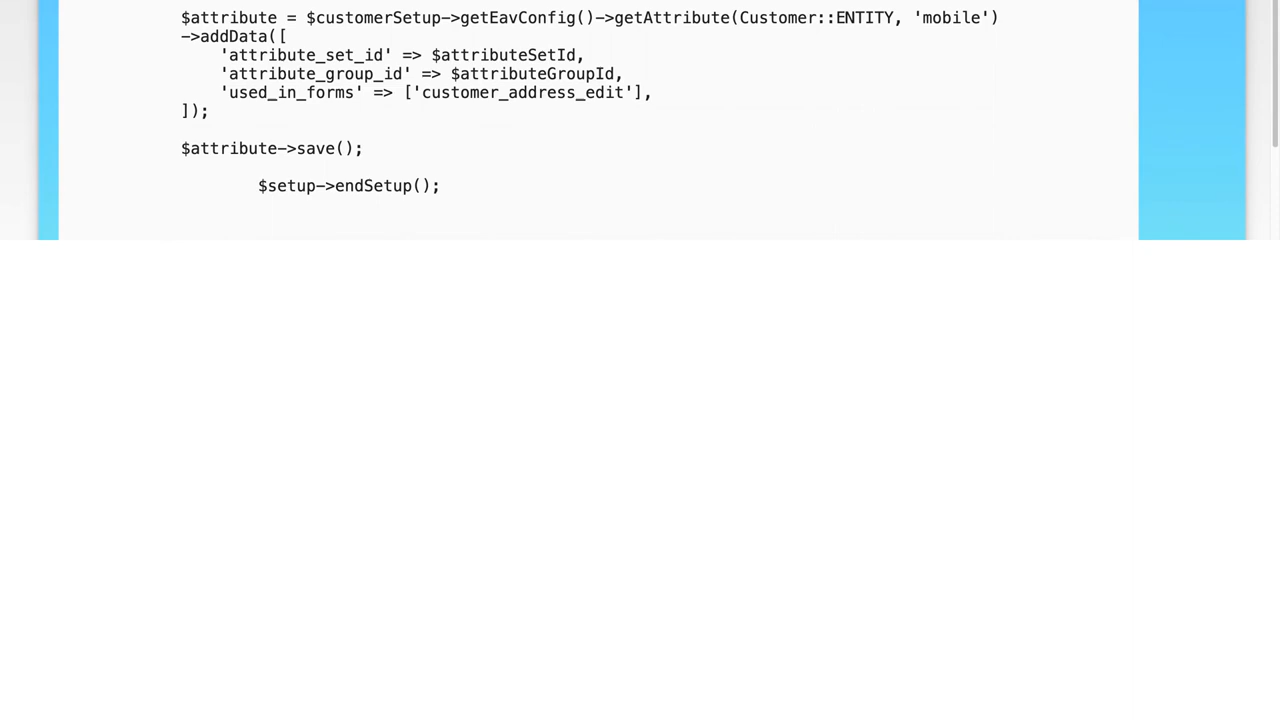 $attribute = $customerSetup->getEavConfig()->getAttribute(Customer::ENTITY, 'mobile')
->addData([
    'attribute_set_id' => $attributeSetId,
    'attribute_group_id' => $attributeGroupId,
    'used_in_forms' => ['customer_address_edit'],
]);
$attribute->save();
        $setup->endSetup();